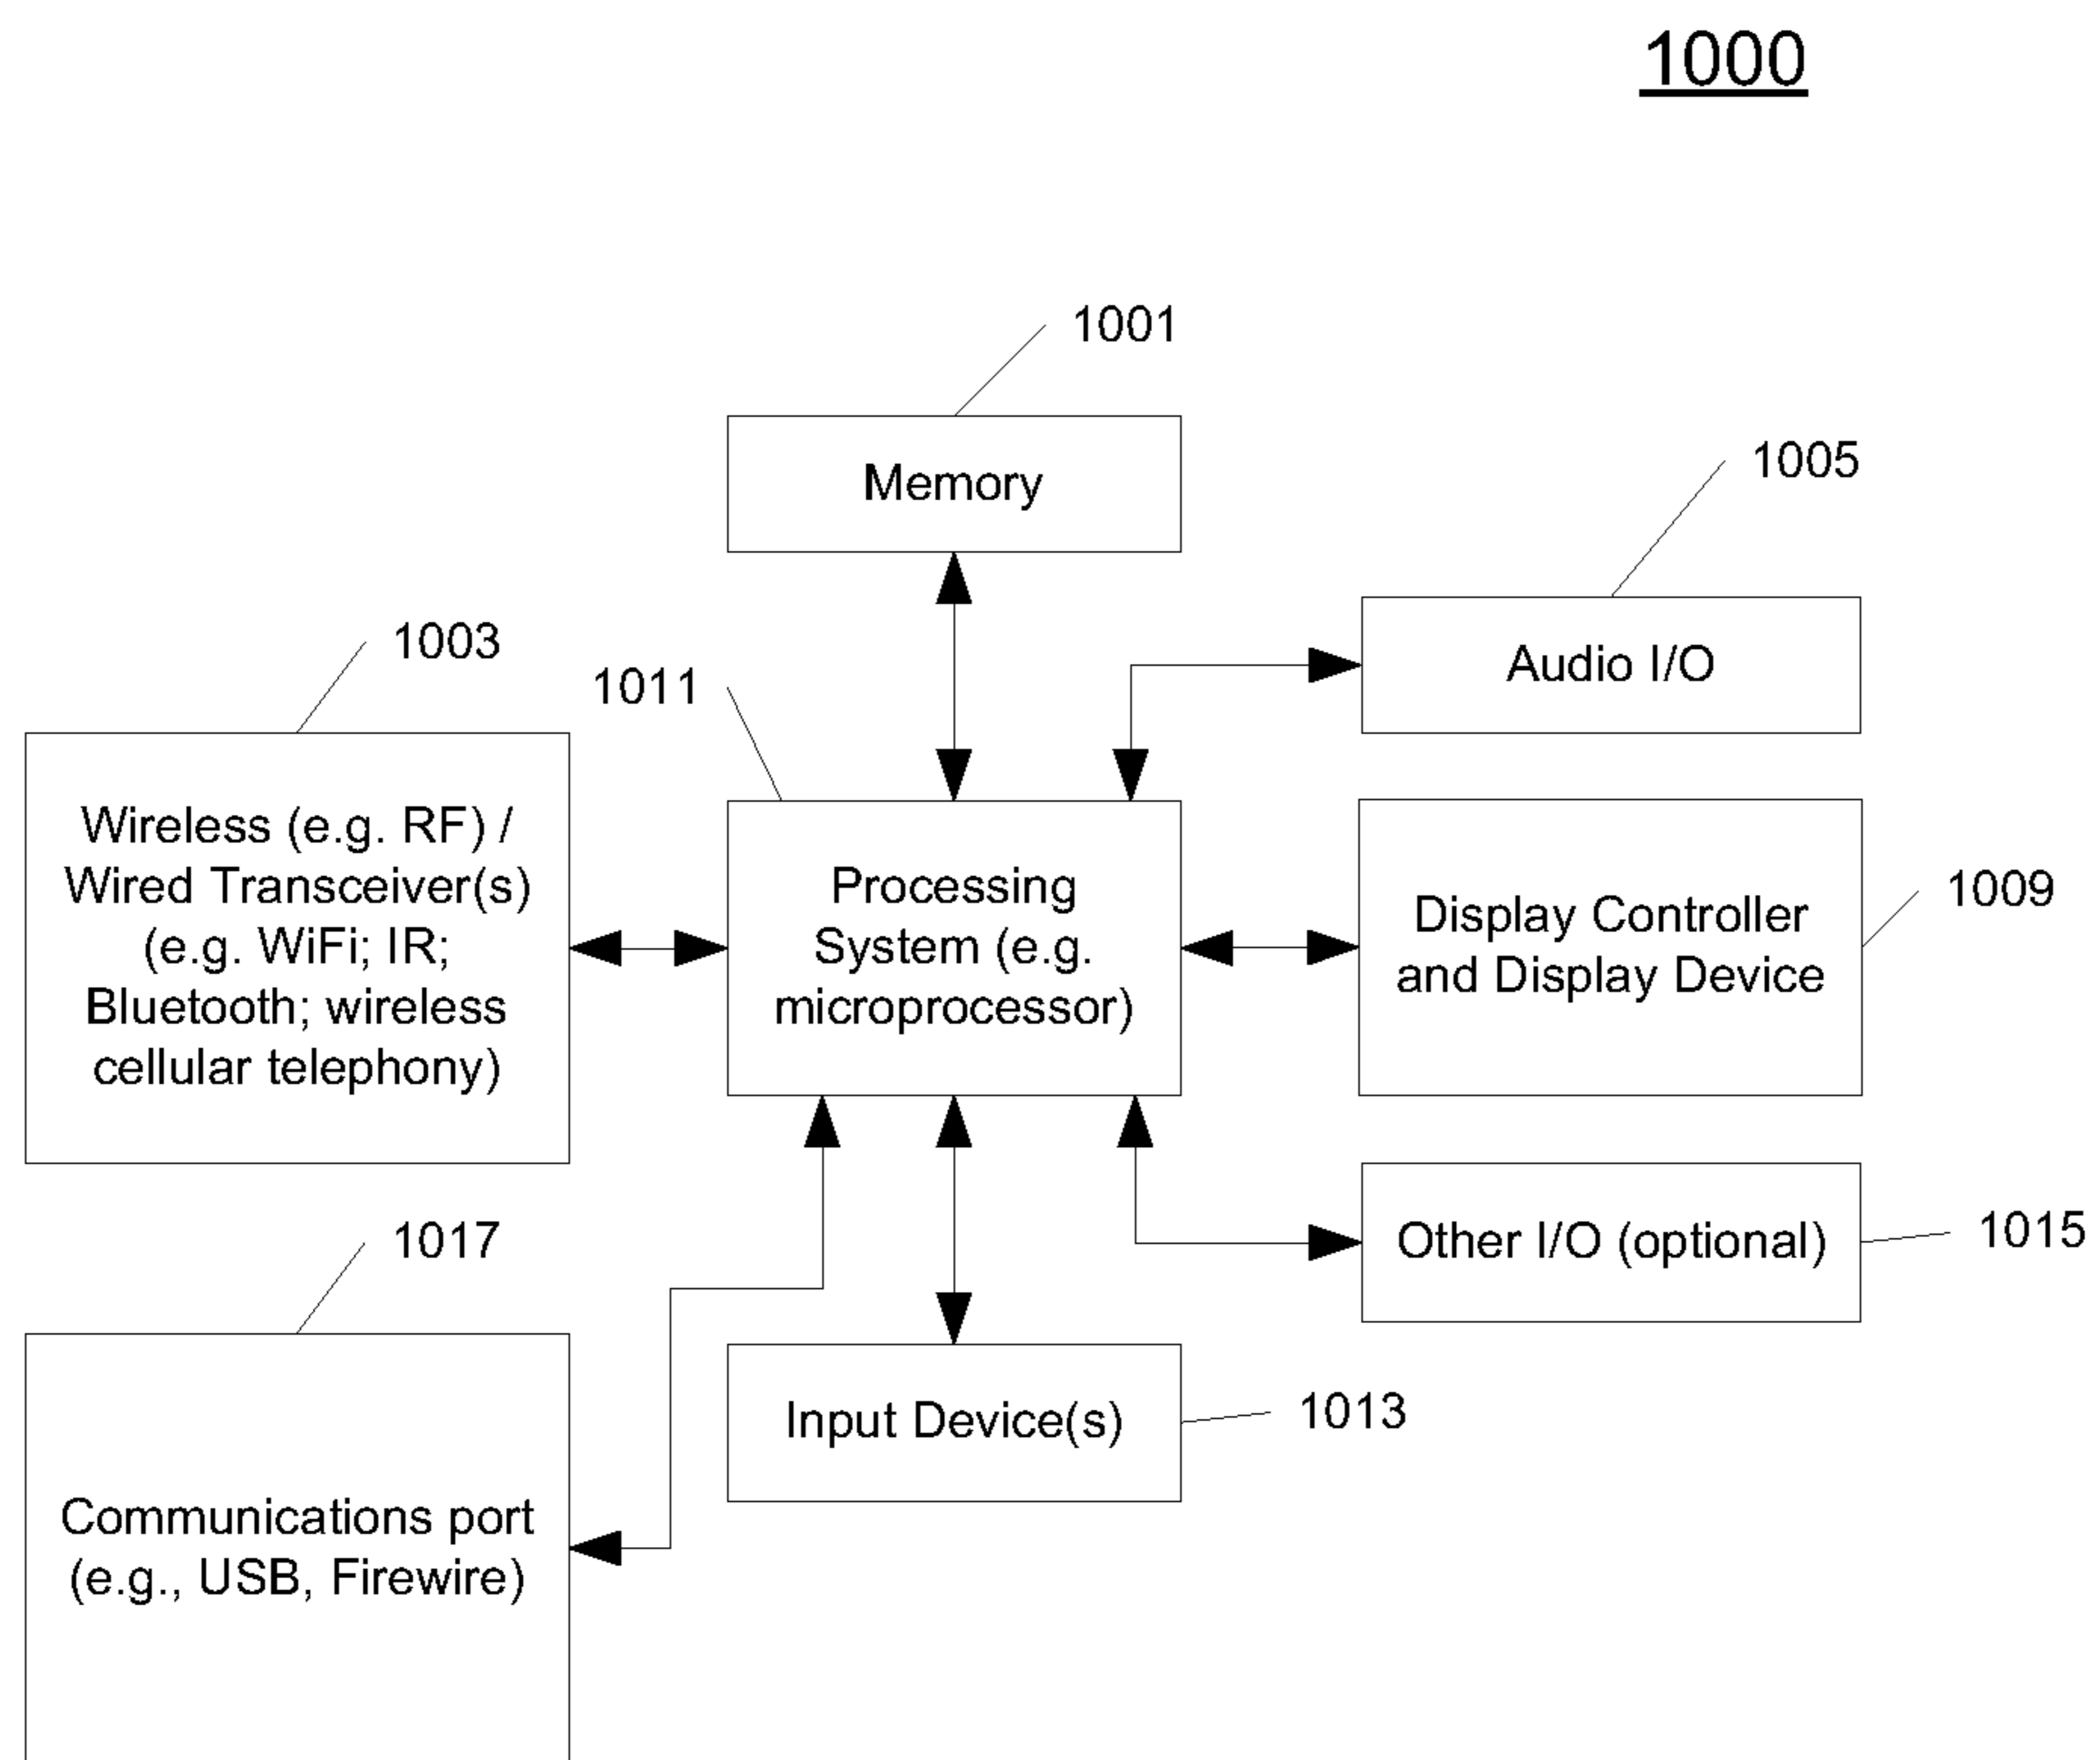 1000
1001
Memory
1005
Audio I/O
1003
1011
Wireless (e.g. RF) /
Wired Transceiver(s)
(e.g. WiFi; IR;
Bluetooth; wireless
cellular telephony)
Processing
System (e.g.
microprocessor)
Display Controller
and Display Device
1009
1017
Other I/O (optional)
1015
Input Device(s)
1013
Communications port
(e.g., USB, Firewire)